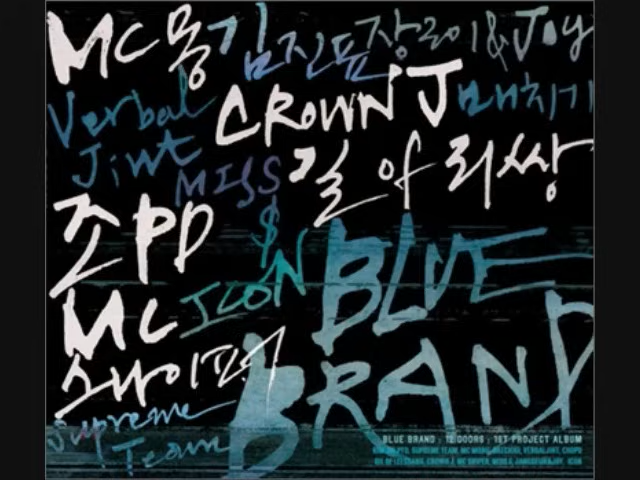 MC몽 김진표 장근이&Joy
Verbal CROWN J 배치기
Jint MISS 길 of 리쌍
조PD $
MC ICON BLUE
스나이퍼 BRAND
Supreme
Team
BLUE BRAND : 12 DOORS : 1ST PROJECT ALBUM